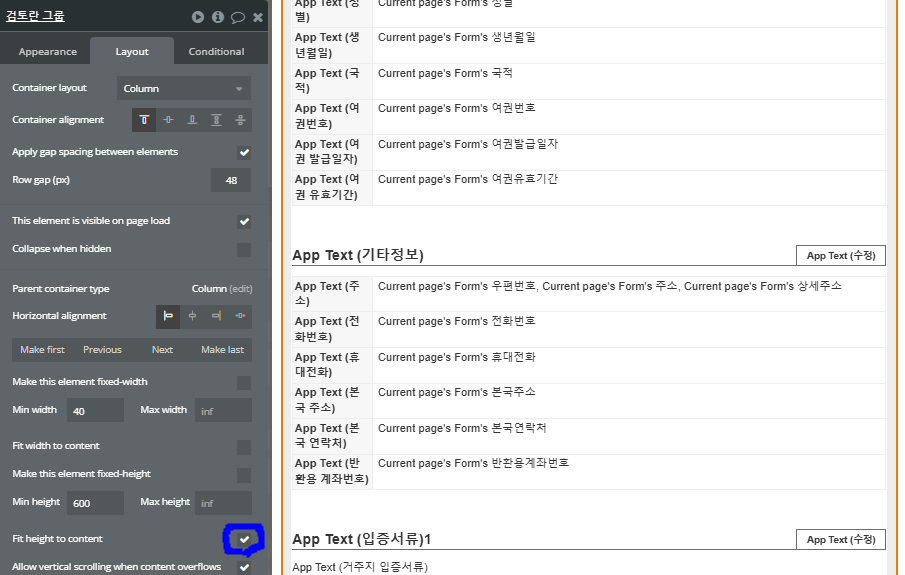 검토란 그룹
Appearance
Layout
Conditional
Container layout
Column
Container alignment
Apply gap spacing between elements
Row gap (px)
48
This element is visible on page load
Collapse when hidden
Parent container type
Column (edit)
Horizontal alignment
Make first
Previous
Next
Make last
Make this element fixed-width
Min width
40
Max width
inf
Fit width to content
Make this element fixed-height
Min height
600
Max height
inf
Fit height to content
Allow vertical scrolling when content overflows
App Text (성
별)
Current page's Form's 성별
App Text (생
년월일)
Current page's Form's 생년월일
App Text (국
적)
Current page's Form's 국적
App Text (여
권번호)
Current page's Form's 여권번호
App Text (여
권 발급일자)
Current page's Form's 여권발급일자
App Text (여
권 유효기간)
Current page's Form's 여권유효기간
App Text (기타정보)
App Text (수정)
App Text (주
소)
Current page's Form's 우편번호, Current page's Form's 주소, Current page's Form's 상세주소
App Text (전
화번호)
Current page's Form's 전화번호
App Text (휴
대전화)
Current page's Form's 휴대전화
App Text (본
국 주소)
Current page's Form's 본국주소
App Text (본
국 연락처)
Current page's Form's 본국연락처
App Text (반
환용 계좌번호)
Current page's Form's 반환용계좌번호
App Text (입증서류)1
App Text (수정)
App Text (거주지 입증서류)